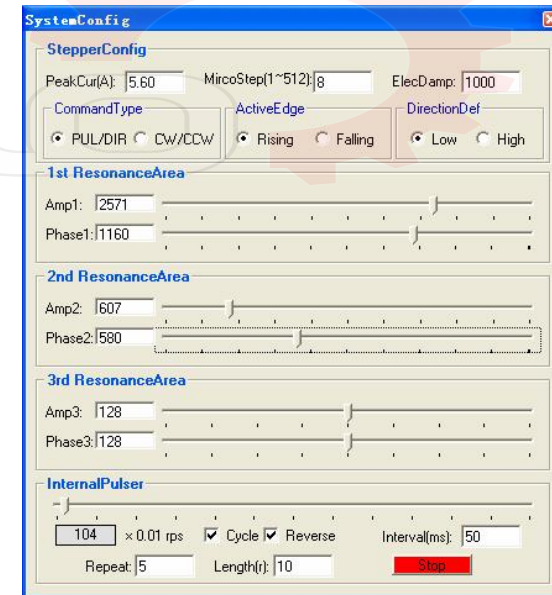 SystemConfig
StepperConfig
PeakCur(A): 5.60 MircoStep(1~512): 8 ElecDamp: 1000
CommandType ActiveEdge DirectionDef
PUL/DIR CW/CCW Rising Falling Low High
1st ResonanceArea
Amp1: 2571
Phase1: 1160
2nd ResonanceArea
Amp2: 607
Phase2: 580
3rd ResonanceArea
Amp3: 128
Phase3: 128
InternalPulser
104 × 0.01 rps Cycle Reverse Interval(ms): 50
Repeat: 5 Length(r): 10 Stop